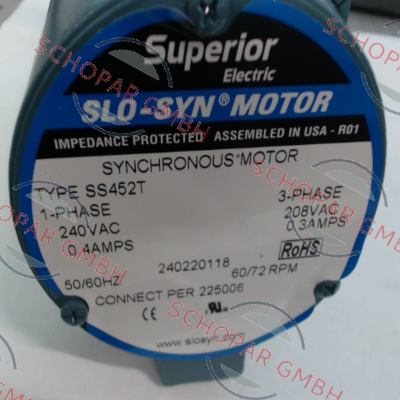 Superior
Electric
SLO-SYN® MOTOR
IMPEDANCE PROTECTED ASSEMBLED IN USA - R01
SYNCHRONOUS MOTOR
TYPE SS452T
1-PHASE 3-PHASE
240VAC 208VAC
0.4AMPS 0.3AMPS
RoHS
240220118
50/60HZ 60/72 RPM
CONNECT PER 225006
CE
www.slosyn.com
SCHOPAR GMBH
SCHOPAR GMBH
SCHOPAR GMBH
SCHOPAR GMBH
SCHOPAR GMBH